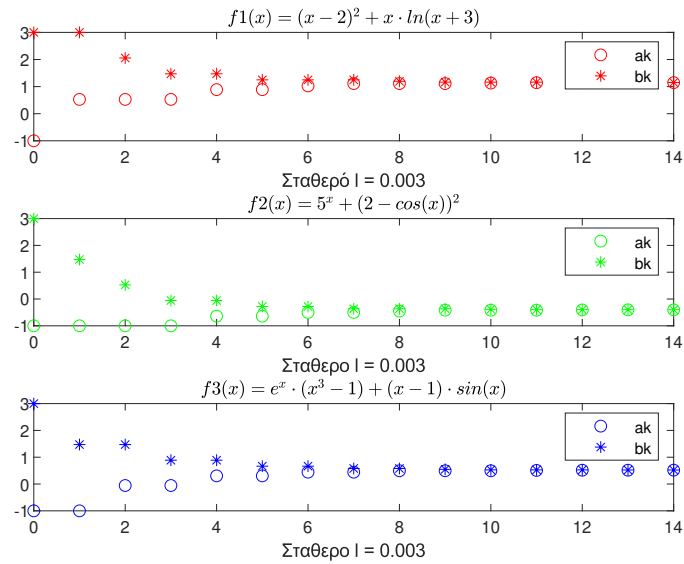 f1(x) = (x − 2)² + x · ln(x + 3)
3
2
1
0
-1
ak
bk
0 2 4 6 8 10 12 14
Σταθερό l = 0.003
f2(x) = 5ˣ + (2 − cos(x))²
3
2
1
0
-1
ak
bk
0 2 4 6 8 10 12 14
Σταθερο l = 0.003
f3(x) = eˣ · (x³ − 1) + (x − 1) · sin(x)
3
2
1
0
-1
ak
bk
0 2 4 6 8 10 12 14
Σταθερο l = 0.003